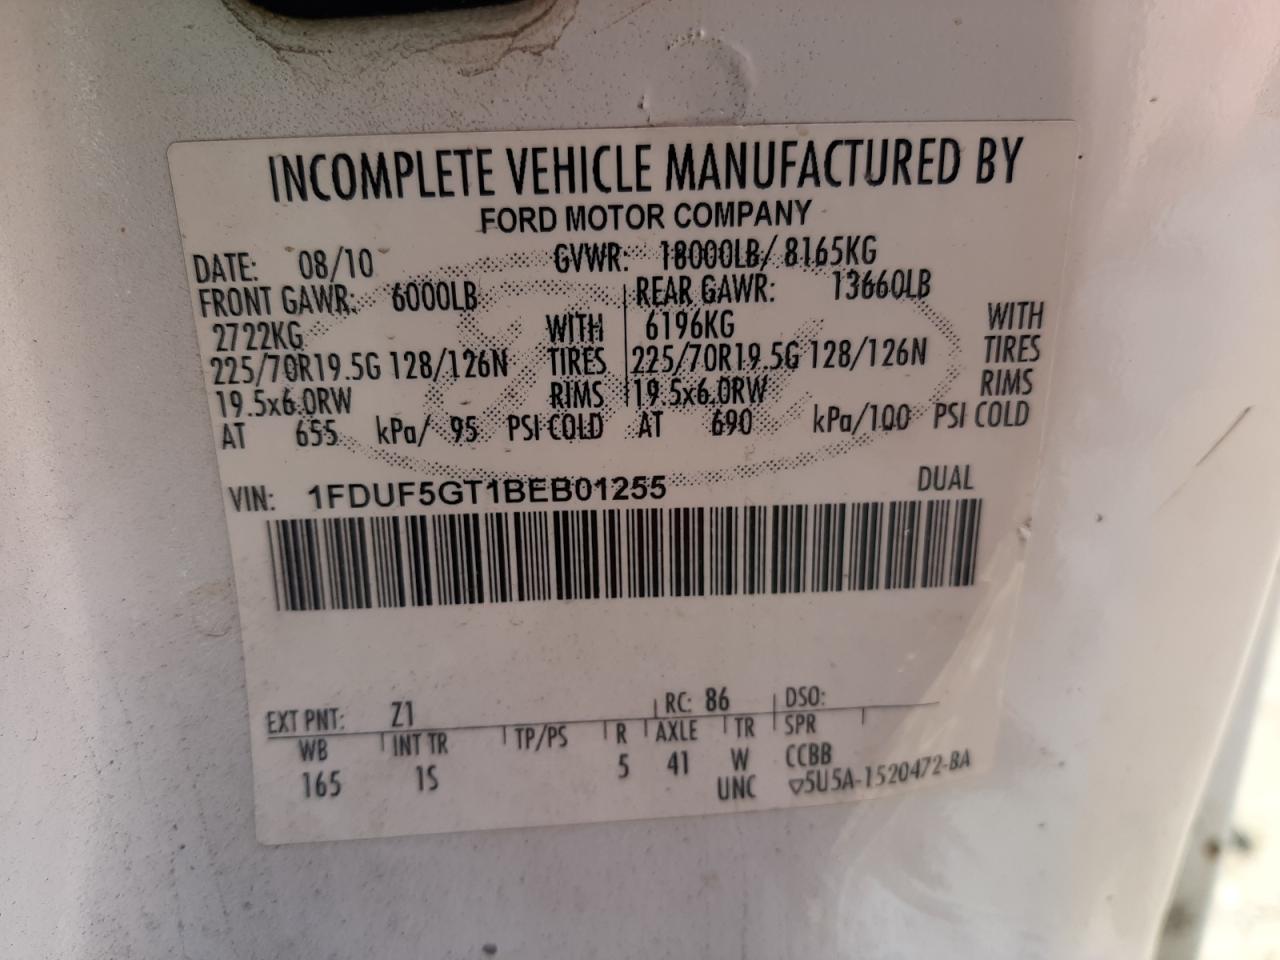 INCOMPLETE VEHICLE MANUFACTURED BY
FORD MOTOR COMPANY
DATE: 08/10 GVWR: 18000LB/ 8165KG
FRONT GAWR: 6000LB REAR GAWR: 13660LB
2722KG WITH 6196KG WITH
225/70R19.5G 128/126N TIRES 225/70R19.5G 128/126N TIRES
19.5x6.0RW RIMS 19.5x6.0RW RIMS
AT 655 kPa/ 95 PSI COLD AT 690 kPa/100 PSI COLD
VIN: 1FDUF5GT1BEB01255 DUAL
EXT PNT: Z1 RC: 86 DSO:
WB INT TR TP/PS R AXLE TR SPR
165 1S 5 41 W CCBB
UNC ▽5U5A-1520472-BA